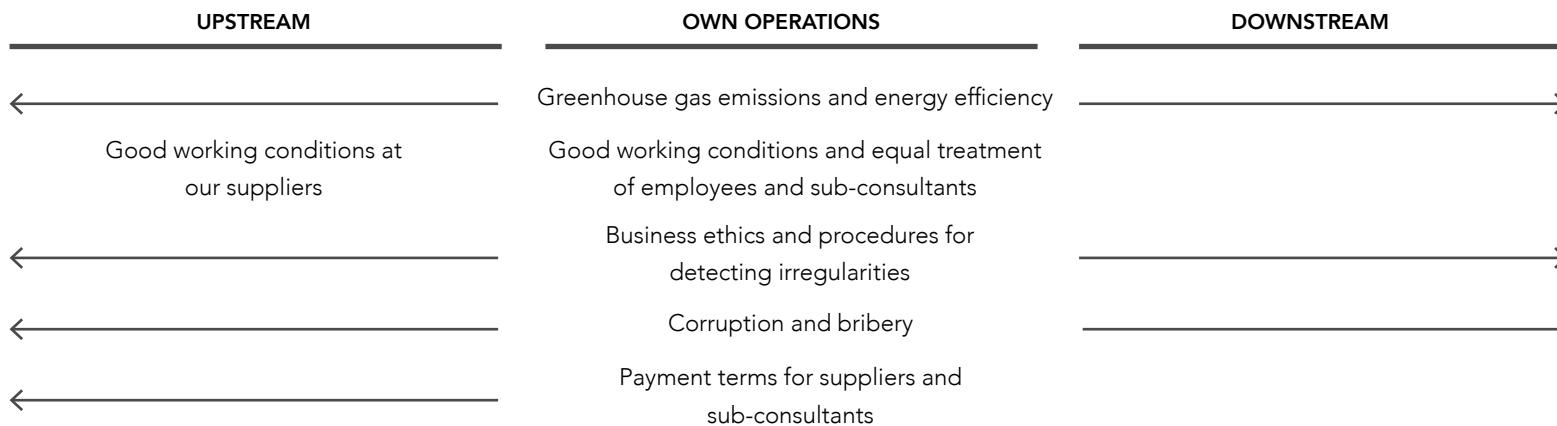 UPSTREAM
OWN OPERATIONS
DOWNSTREAM
Greenhouse gas emissions and energy efficiency
Good working conditions at
our suppliers
Good working conditions and equal treatment
of employees and sub-consultants
Business ethics and procedures for
detecting irregularities
Corruption and bribery
Payment terms for suppliers and
sub-consultants